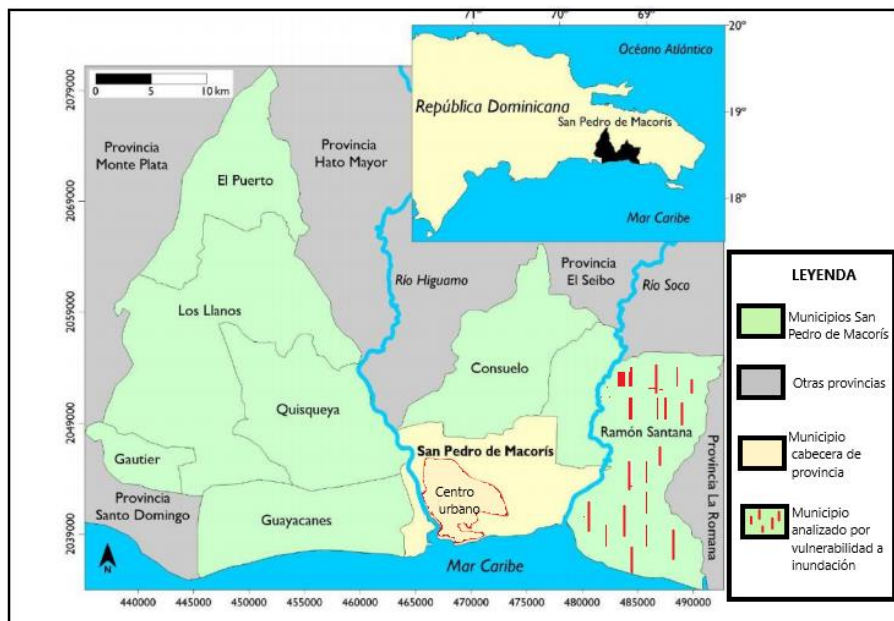 71°
70°
69°
20°
19°
18°
Océano Atlántico
República Dominicana
San Pedro de Macorís
Mar Caribe
0 5 10 km
2079000
2069000
2059000
2049000
2039000
Provincia
Monte Plata
El Puerto
Provincia
Hato Mayor
Río Higuamo
Provincia
El Seibo
Río Soco
Los Llanos
Consuelo
Quisqueya
Ramón Santana
San Pedro de Macorís
Gautier
Centro
urbano
Provincia
Santo Domingo
Guayacanes
Provincia La Romana
Mar Caribe
N
440000 445000 450000 455000 460000 465000 470000 475000 480000 485000 490000
LEYENDA
Municipios San
Pedro de Macorís
Otras provincias
Municipio
cabecera de
provincia
Municipio
analizado por
vulnerabilidad a
inundación